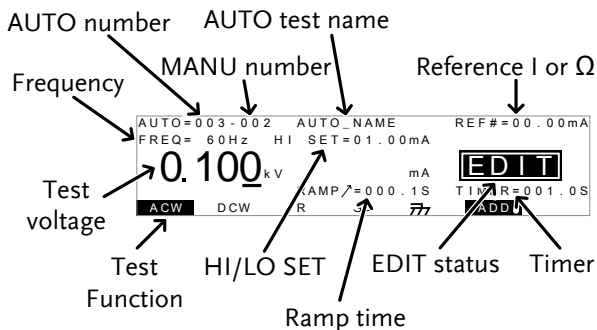 AUTO number
AUTO test name
MANU number
Reference I or Ω
Frequency
AUTO=003-002 AUTO_NAME REF#=00.00mA
FREQ= 60Hz HI SET=01.00mA
0.100kV mA EDIT
RAMP=000.1S TIMER=001.0S
ACW DCW ADD
Test voltage
Test Function
HI/LO SET
EDIT status
Timer
Ramp time